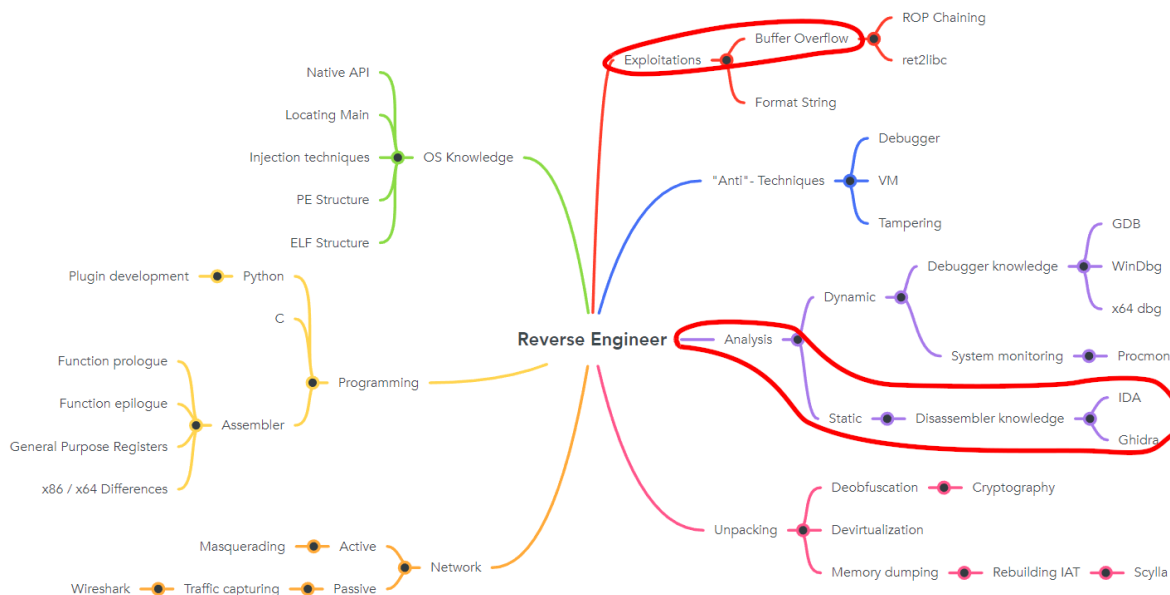 ROP Chaining
Buffer Overflow
Exploitations
ret2libc
Format String
Native API
Locating Main
Injection techniques
OS Knowledge
PE Structure
ELF Structure
Debugger
"Anti"- Techniques
VM
Tampering
GDB
Debugger knowledge
WinDbg
Dynamic
x64 dbg
System monitoring
Procmon
Reverse Engineer
Analysis
IDA
Static
Disassembler knowledge
Ghidra
Plugin development
Python
C
Function prologue
Programming
Function epilogue
Assembler
General Purpose Registers
x86 / x64 Differences
Deobfuscation
Cryptography
Unpacking
Devirtualization
Memory dumping
Rebuilding IAT
Scylla
Masquerading
Active
Network
Wireshark
Traffic capturing
Passive